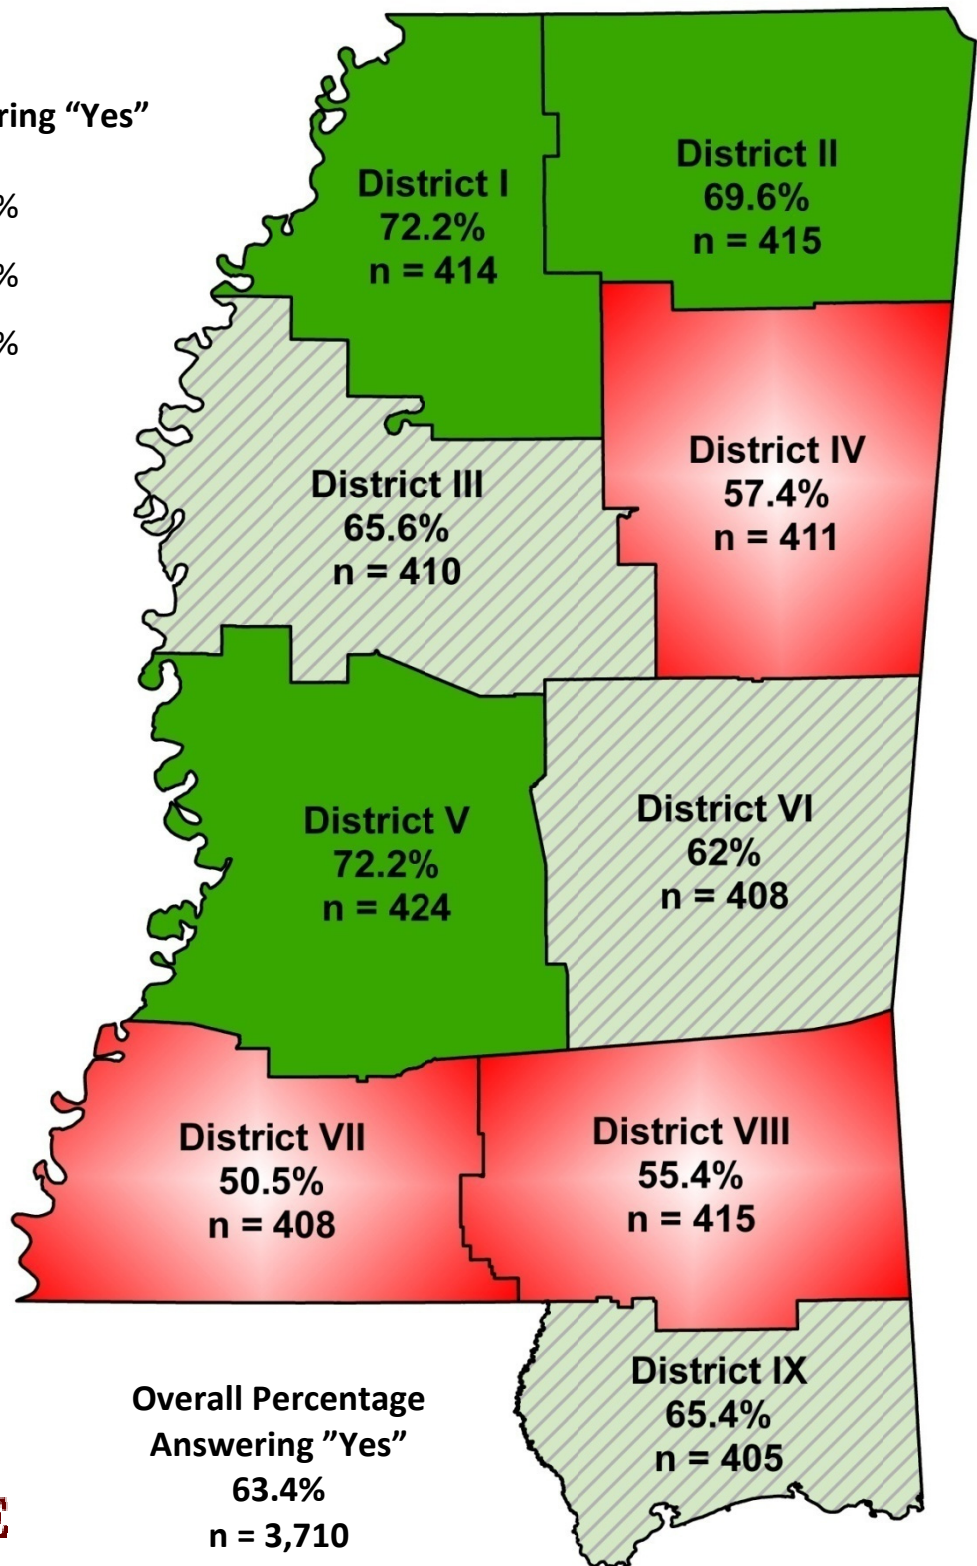 ring “Yes”
%
%
%
District I
72.2%
n = 414
District II
69.6%
n = 415
District III
65.6%
n = 410
District IV
57.4%
n = 411
District V
72.2%
n = 424
District VI
62%
n = 408
District VII
50.5%
n = 408
District VIII
55.4%
n = 415
District IX
65.4%
n = 405
Overall Percentage
Answering ”Yes”
63.4%
n = 3,710
E